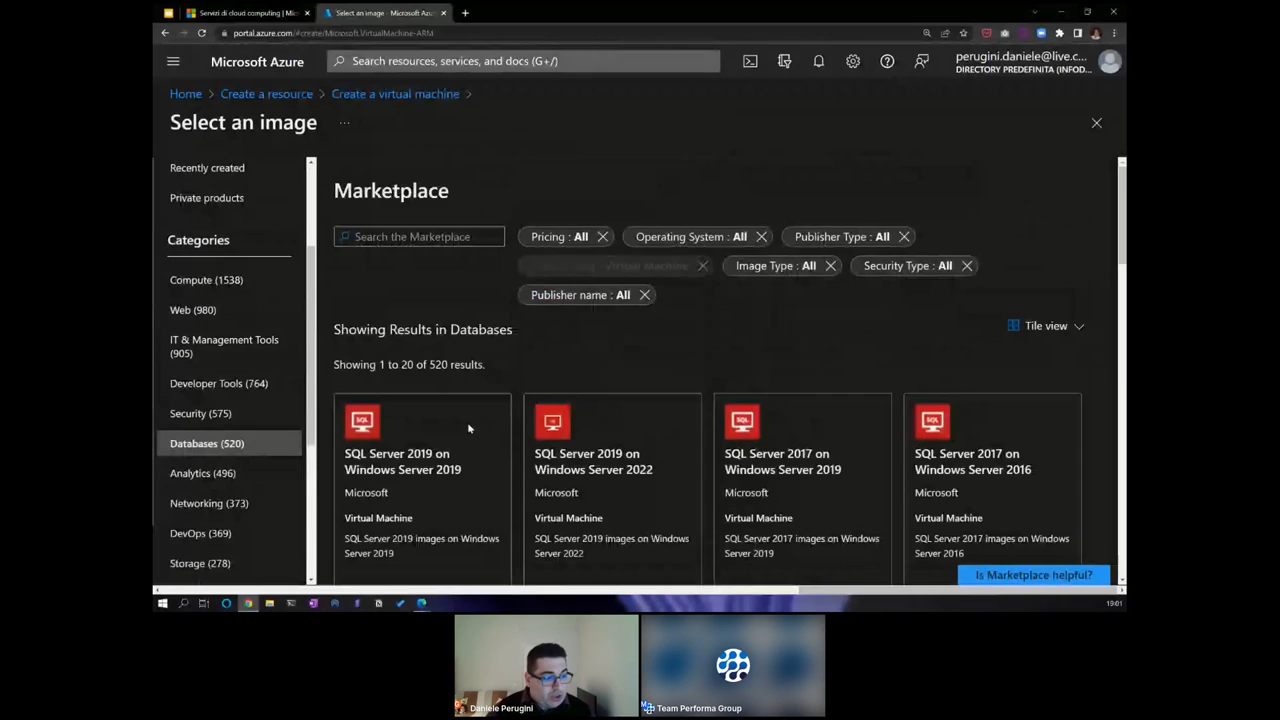 Servizi di cloud computing | Mic
Select an image - Microsoft Azu
portal.azure.com/#create/Microsoft.VirtualMachine-ARM
Microsoft Azure
Search resources, services, and docs (G+/)
perugini.daniele@live.c...
DIRECTORY PREDEFINITA (INFOD...
Home > Create a resource > Create a virtual machine >
Select an image ...
Recently created
Private products
Categories
Compute (1538)
Web (980)
IT & Management Tools
(905)
Developer Tools (764)
Security (575)
Databases (520)
Analytics (496)
Networking (373)
DevOps (369)
Storage (278)
Marketplace
Search the Marketplace
Pricing : All
Operating System : All
Publisher Type : All
Virtual Machine
Image Type : All
Security Type : All
Publisher name : All
Showing Results in Databases
Tile view
Showing 1 to 20 of 520 results.
SQL
SQL Server 2019 on
Windows Server 2019
Microsoft
Virtual Machine
SQL Server 2019 images on Windows
Server 2019
SQL Server 2019 on
Windows Server 2022
Microsoft
Virtual Machine
SQL Server 2019 images on Windows
Server 2022
SQL
SQL Server 2017 on
Windows Server 2019
Microsoft
Virtual Machine
SQL Server 2017 images on Windows
Server 2019
SQL
SQL Server 2017 on
Windows Server 2016
Microsoft
Virtual Machine
SQL Server 2017 images on Windows
Server 2016
Is Marketplace helpful?
19:01
Daniele Perugini
Team Performa Group